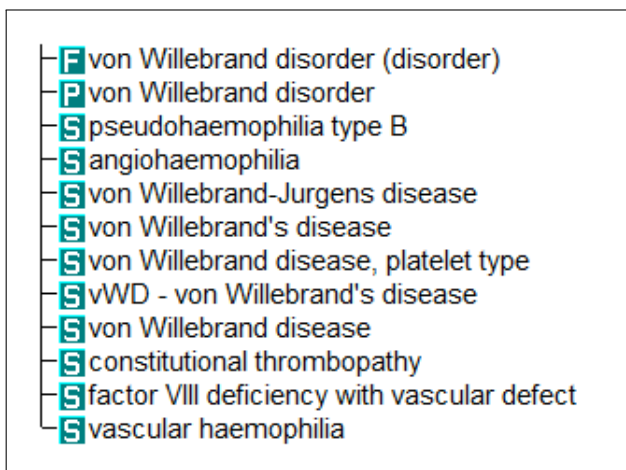 F von Willebrand disorder (disorder)
P von Willebrand disorder
S pseudohaemophilia type B
S angiohaemophilia
S von Willebrand-Jurgens disease
S von Willebrand's disease
S von Willebrand disease, platelet type
S vWD - von Willebrand's disease
S von Willebrand disease
S constitutional thrombopathy
S factor VIII deficiency with vascular defect
S vascular haemophilia